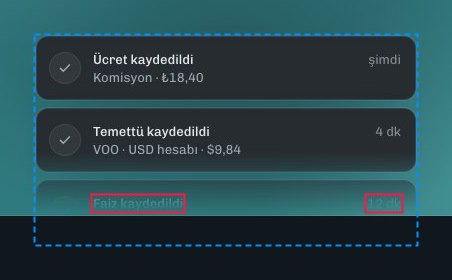 Ücret kaydedildi
şimdi
Komisyon · ₺18,40
Temettü kaydedildi
4 dk
VOO · USD hesabı · $9,84
Faiz kaydedildi
12 dk